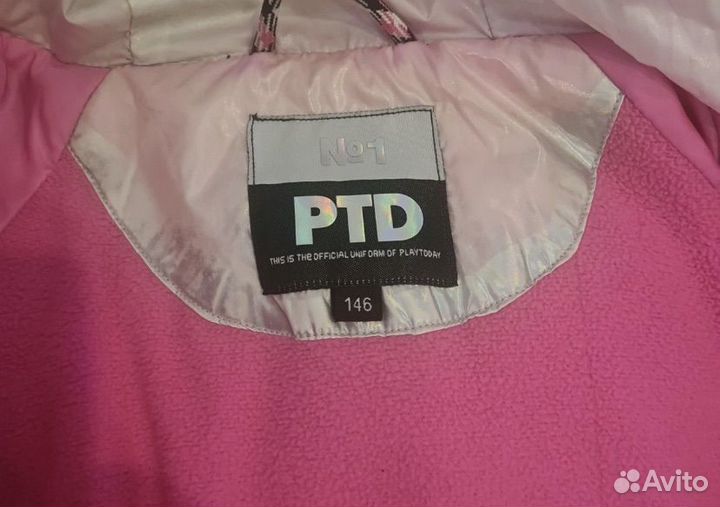 No1
PTD
THIS IS THE OFFICIAL UNIFORM OF PLAYTODAY
146
Avito